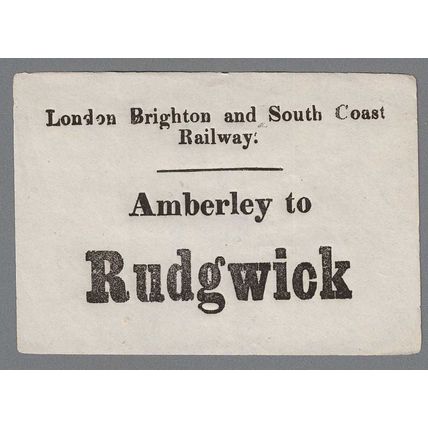 London Brighton and South Coast
Railway.
Amberley to
Rudgwick